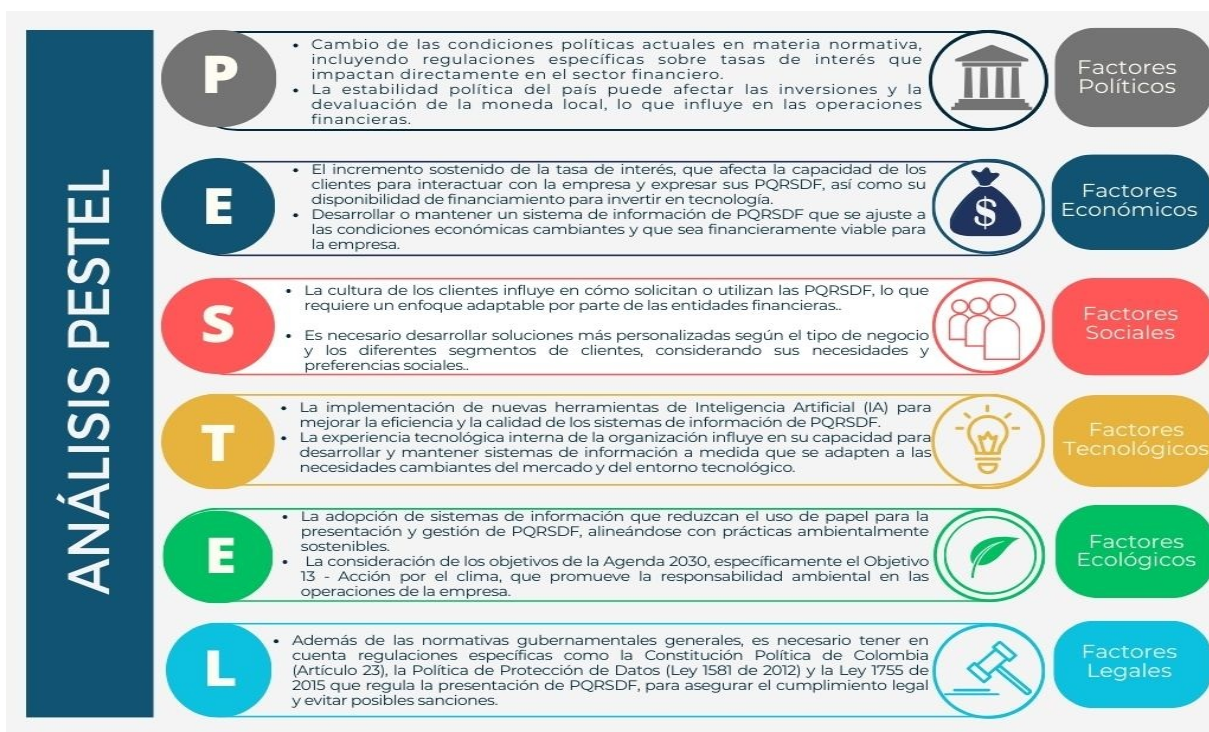 ANÁLISIS PESTEL
P
• Cambio de las condiciones políticas actuales en materia normativa,
incluyendo regulaciones específicas sobre tasas de interés que
impactan directamente en el sector financiero.
• La estabilidad política del país puede afectar las inversiones y la
devaluación de la moneda local, lo que influye en las operaciones
financieras.
Factores
Políticos
E
• El incremento sostenido de la tasa de interés, que afecta la capacidad de los
clientes para interactuar con la empresa y expresar sus PQRSDF, así como su
disponibilidad de financiamiento para invertir en tecnología.
• Desarrollar o mantener un sistema de información de PQRSDF que se ajuste a
las condiciones económicas cambiantes y que sea financieramente viable para
la empresa.
$
Factores
Económicos
S
• La cultura de los clientes influye en cómo solicitan o utilizan las PQRSDF, lo que
requiere un enfoque adaptable por parte de las entidades financieras..
• Es necesario desarrollar soluciones más personalizadas según el tipo de negocio
y los diferentes segmentos de clientes, considerando sus necesidades y
preferencias sociales..
Factores
Sociales
T
• La implementación de nuevas herramientas de Inteligencia Artificial (IA) para
mejorar la eficiencia y la calidad de los sistemas de información de PQRSDF.
• La experiencia tecnológica interna de la organización influye en su capacidad para
desarrollar y mantener sistemas de información a medida que se adapten a las
necesidades cambiantes del mercado y del entorno tecnológico.
Factores
Tecnológicos
E
• La adopción de sistemas de información que reduzcan el uso de papel para la
presentación y gestión de PQRSDF, alineándose con prácticas ambientalmente
sostenibles.
• La consideración de los objetivos de la Agenda 2030, específicamente el Objetivo
13 - Acción por el clima, que promueve la responsabilidad ambiental en las
operaciones de la empresa.
Factores
Ecológicos
L
• Además de las normativas gubernamentales generales, es necesario tener en
cuenta regulaciones específicas como la Constitución Política de Colombia
(Artículo 23), la Política de Protección de Datos (Ley 1581 de 2012) y la Ley 1755 de
2015 que regula la presentación de PQRSDF, para asegurar el cumplimiento legal
y evitar posibles sanciones.
Factores
Legales